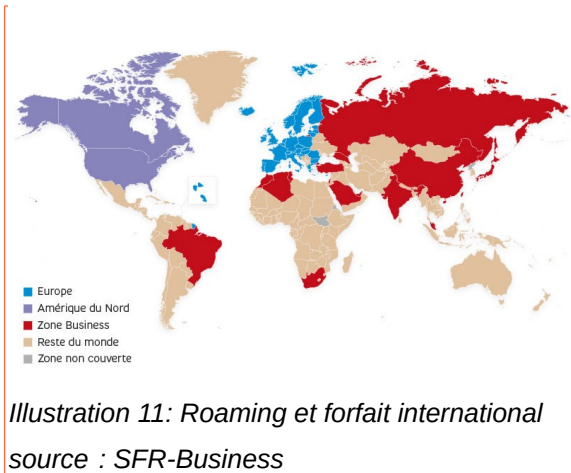 Europe
Amérique du Nord
Zone Business
Reste du monde
Zone non couverte
Illustration 11: Roaming et forfait international
source : SFR-Business